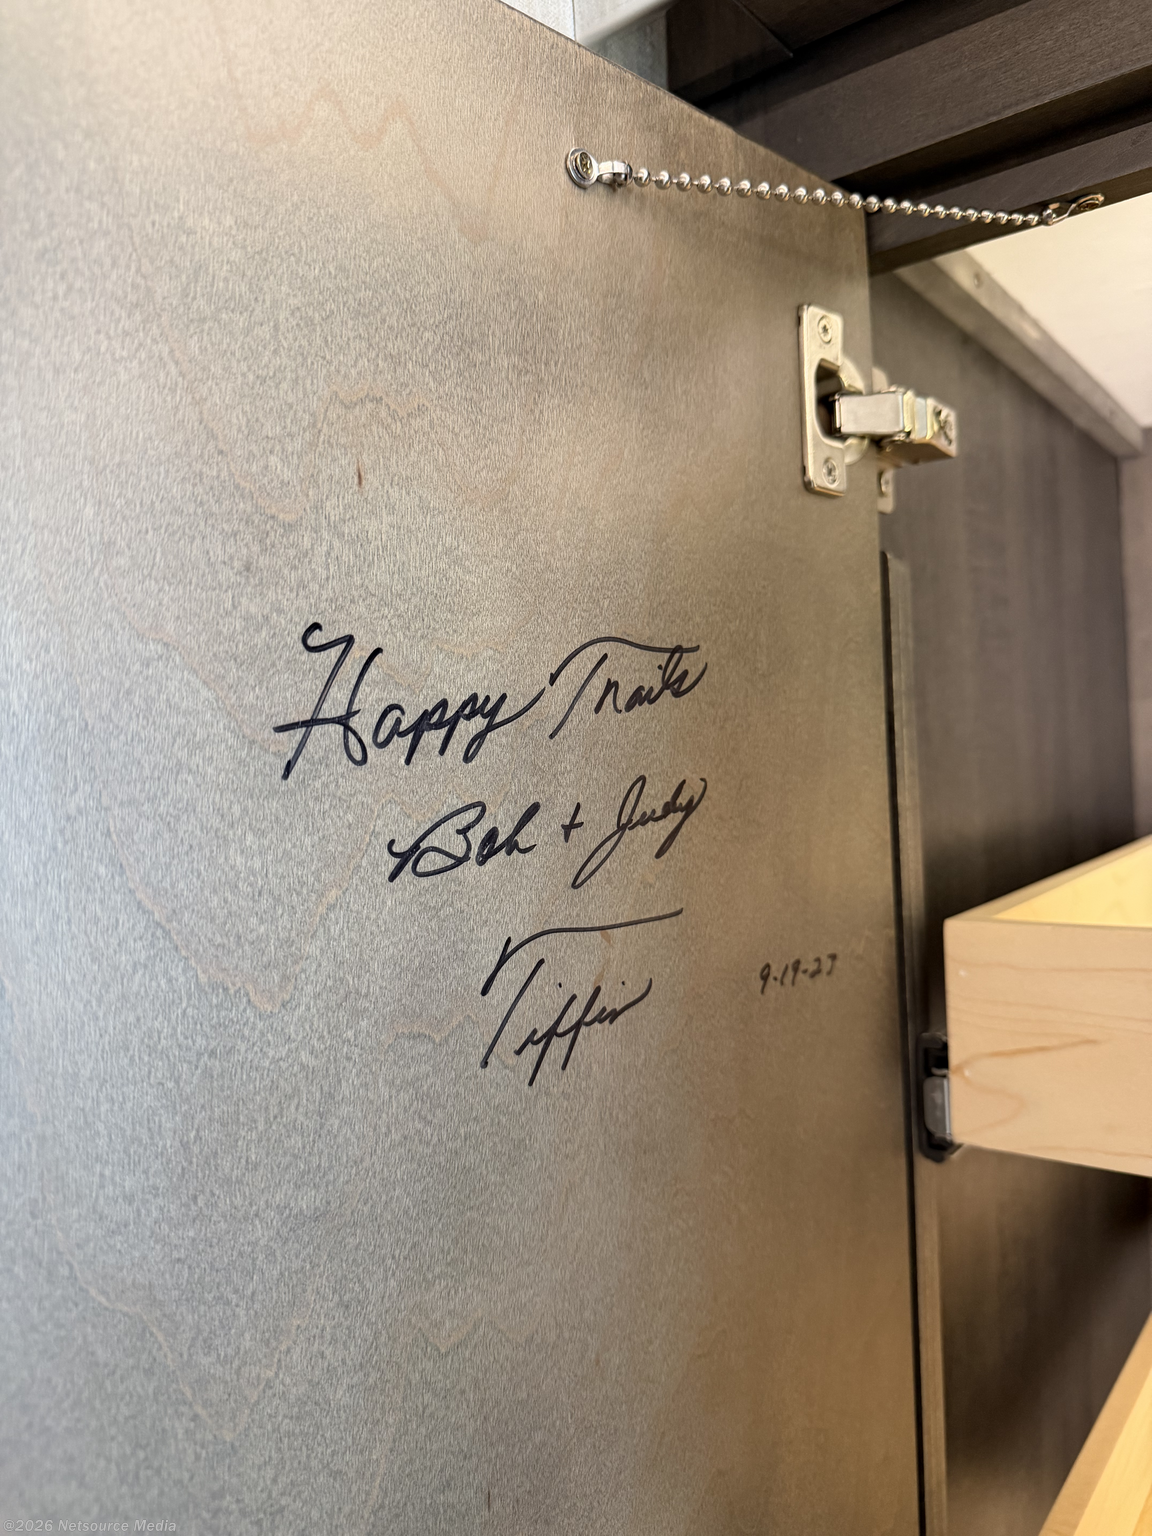 Happy Trails
Bob + Judy
Tiffin
9-19-23
©2026 Netsource Media